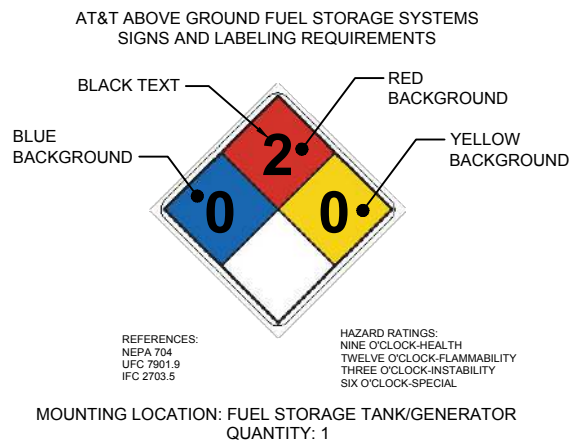 AT&T ABOVE GROUND FUEL STORAGE SYSTEMS
SIGNS AND LABELING REQUIREMENTS
BLACK TEXT
RED
BACKGROUND
BLUE
BACKGROUND
YELLOW
BACKGROUND
2
0
0
REFERENCES:
NEPA 704
UFC 7901.9
IFC 2703.5
HAZARD RATINGS:
NINE O'CLOCK-HEALTH
TWELVE O'CLOCK-FLAMMABILITY
THREE O'CLOCK-INSTABILITY
SIX O'CLOCK-SPECIAL
MOUNTING LOCATION: FUEL STORAGE TANK/GENERATOR
QUANTITY: 1